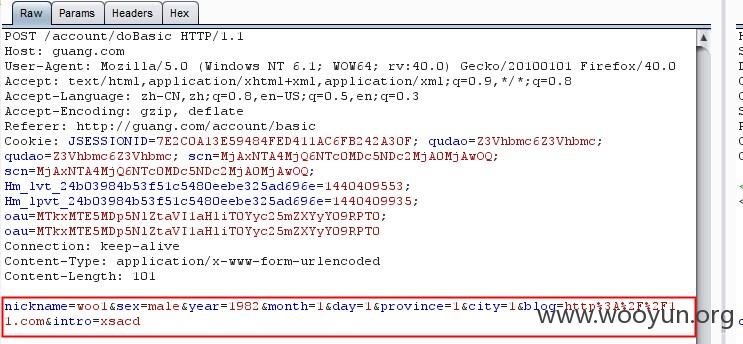 Raw Params Headers Hex
POST /account/doBasic HTTP/1.1
Host: guang.com
User-Agent: Mozilla/5.0 (Windows NT 6.1; WOW64; rv:40.0) Gecko/20100101 Firefox/40.0
Accept: text/html,application/xhtml+xml,application/xml;q=0.9,*/*;q=0.8
Accept-Language: zh-CN,zh;q=0.8,en-US;q=0.5,en;q=0.3
Accept-Encoding: gzip, deflate
Referer: http://guang.com/account/basic
Cookie: JSESSIONID=7E2C0A13E59484FED411AC6FB242A30F; qudao=Z3Vhbmc6Z3Vhbmc;
qudao=Z3Vhbmc6Z3Vhbmc; scn=MjAxNTA4MjQ6NTc0MDc5NDc2MjA0MjAwOQ;
scn=MjAxNTA4MjQ6NTc0MDc5NDc2MjA0MjAwOQ;
Hm_lvt_24b03984b53f51c5480eebe325ad696e=1440409553;
Hm_lpvt_24b03984b53f51c5480eebe325ad696e=1440409935;
oau=MTkxMTE5MDp5NlZtaVI1aHliT0Yyc25mZXYyY09RPT0;
oau=MTkxMTE5MDp5NlZtaVI1aHliT0Yyc25mZXYyY09RPT0
Connection: keep-alive
Content-Type: application/x-www-form-urlencoded
Content-Length: 101
nickname=woo1&sex=male&year=1982&month=1&day=1&province=1&city=1&blog=http%3A%2F%2F1
1.com&intro=xsacd
www.wooyun.org